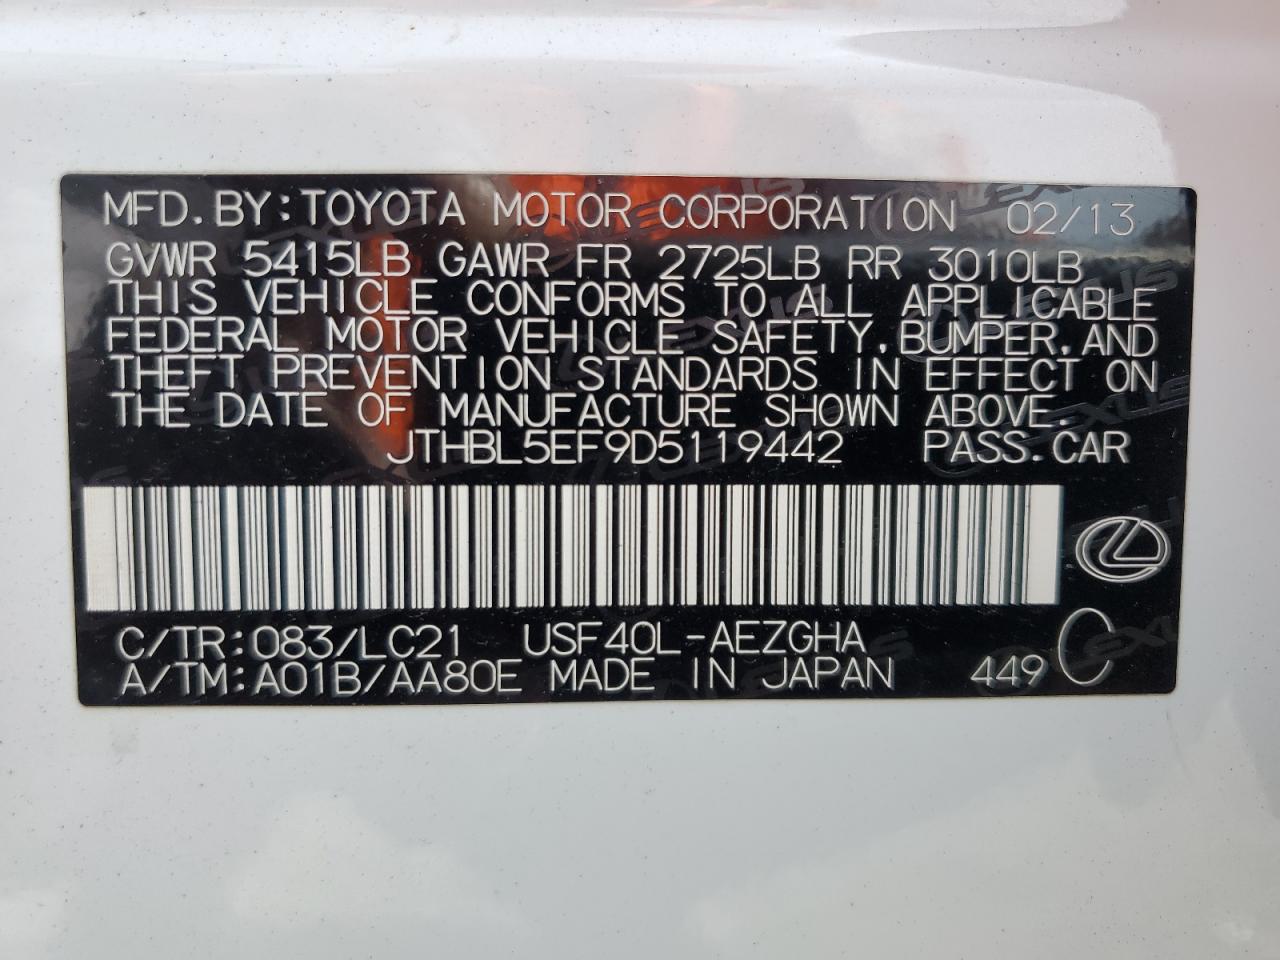 MFD. BY: TOYOTA MOTOR CORPORATION 02/13
GVWR 5415LB GAWR FR 2725LB RR 3010LB
THIS VEHICLE CONFORMS TO ALL APPLICABLE
FEDERAL MOTOR VEHICLE SAFETY, BUMPER, AND
THEFT PREVENTION STANDARDS IN EFFECT ON
THE DATE OF MANUFACTURE SHOWN ABOVE.
JTHBL5EF9D5119442 PASS. CAR
C/TR: 083/LC21 USF40L-AEZGHA
A/TM: A01B/AA80E MADE IN JAPAN 449 C